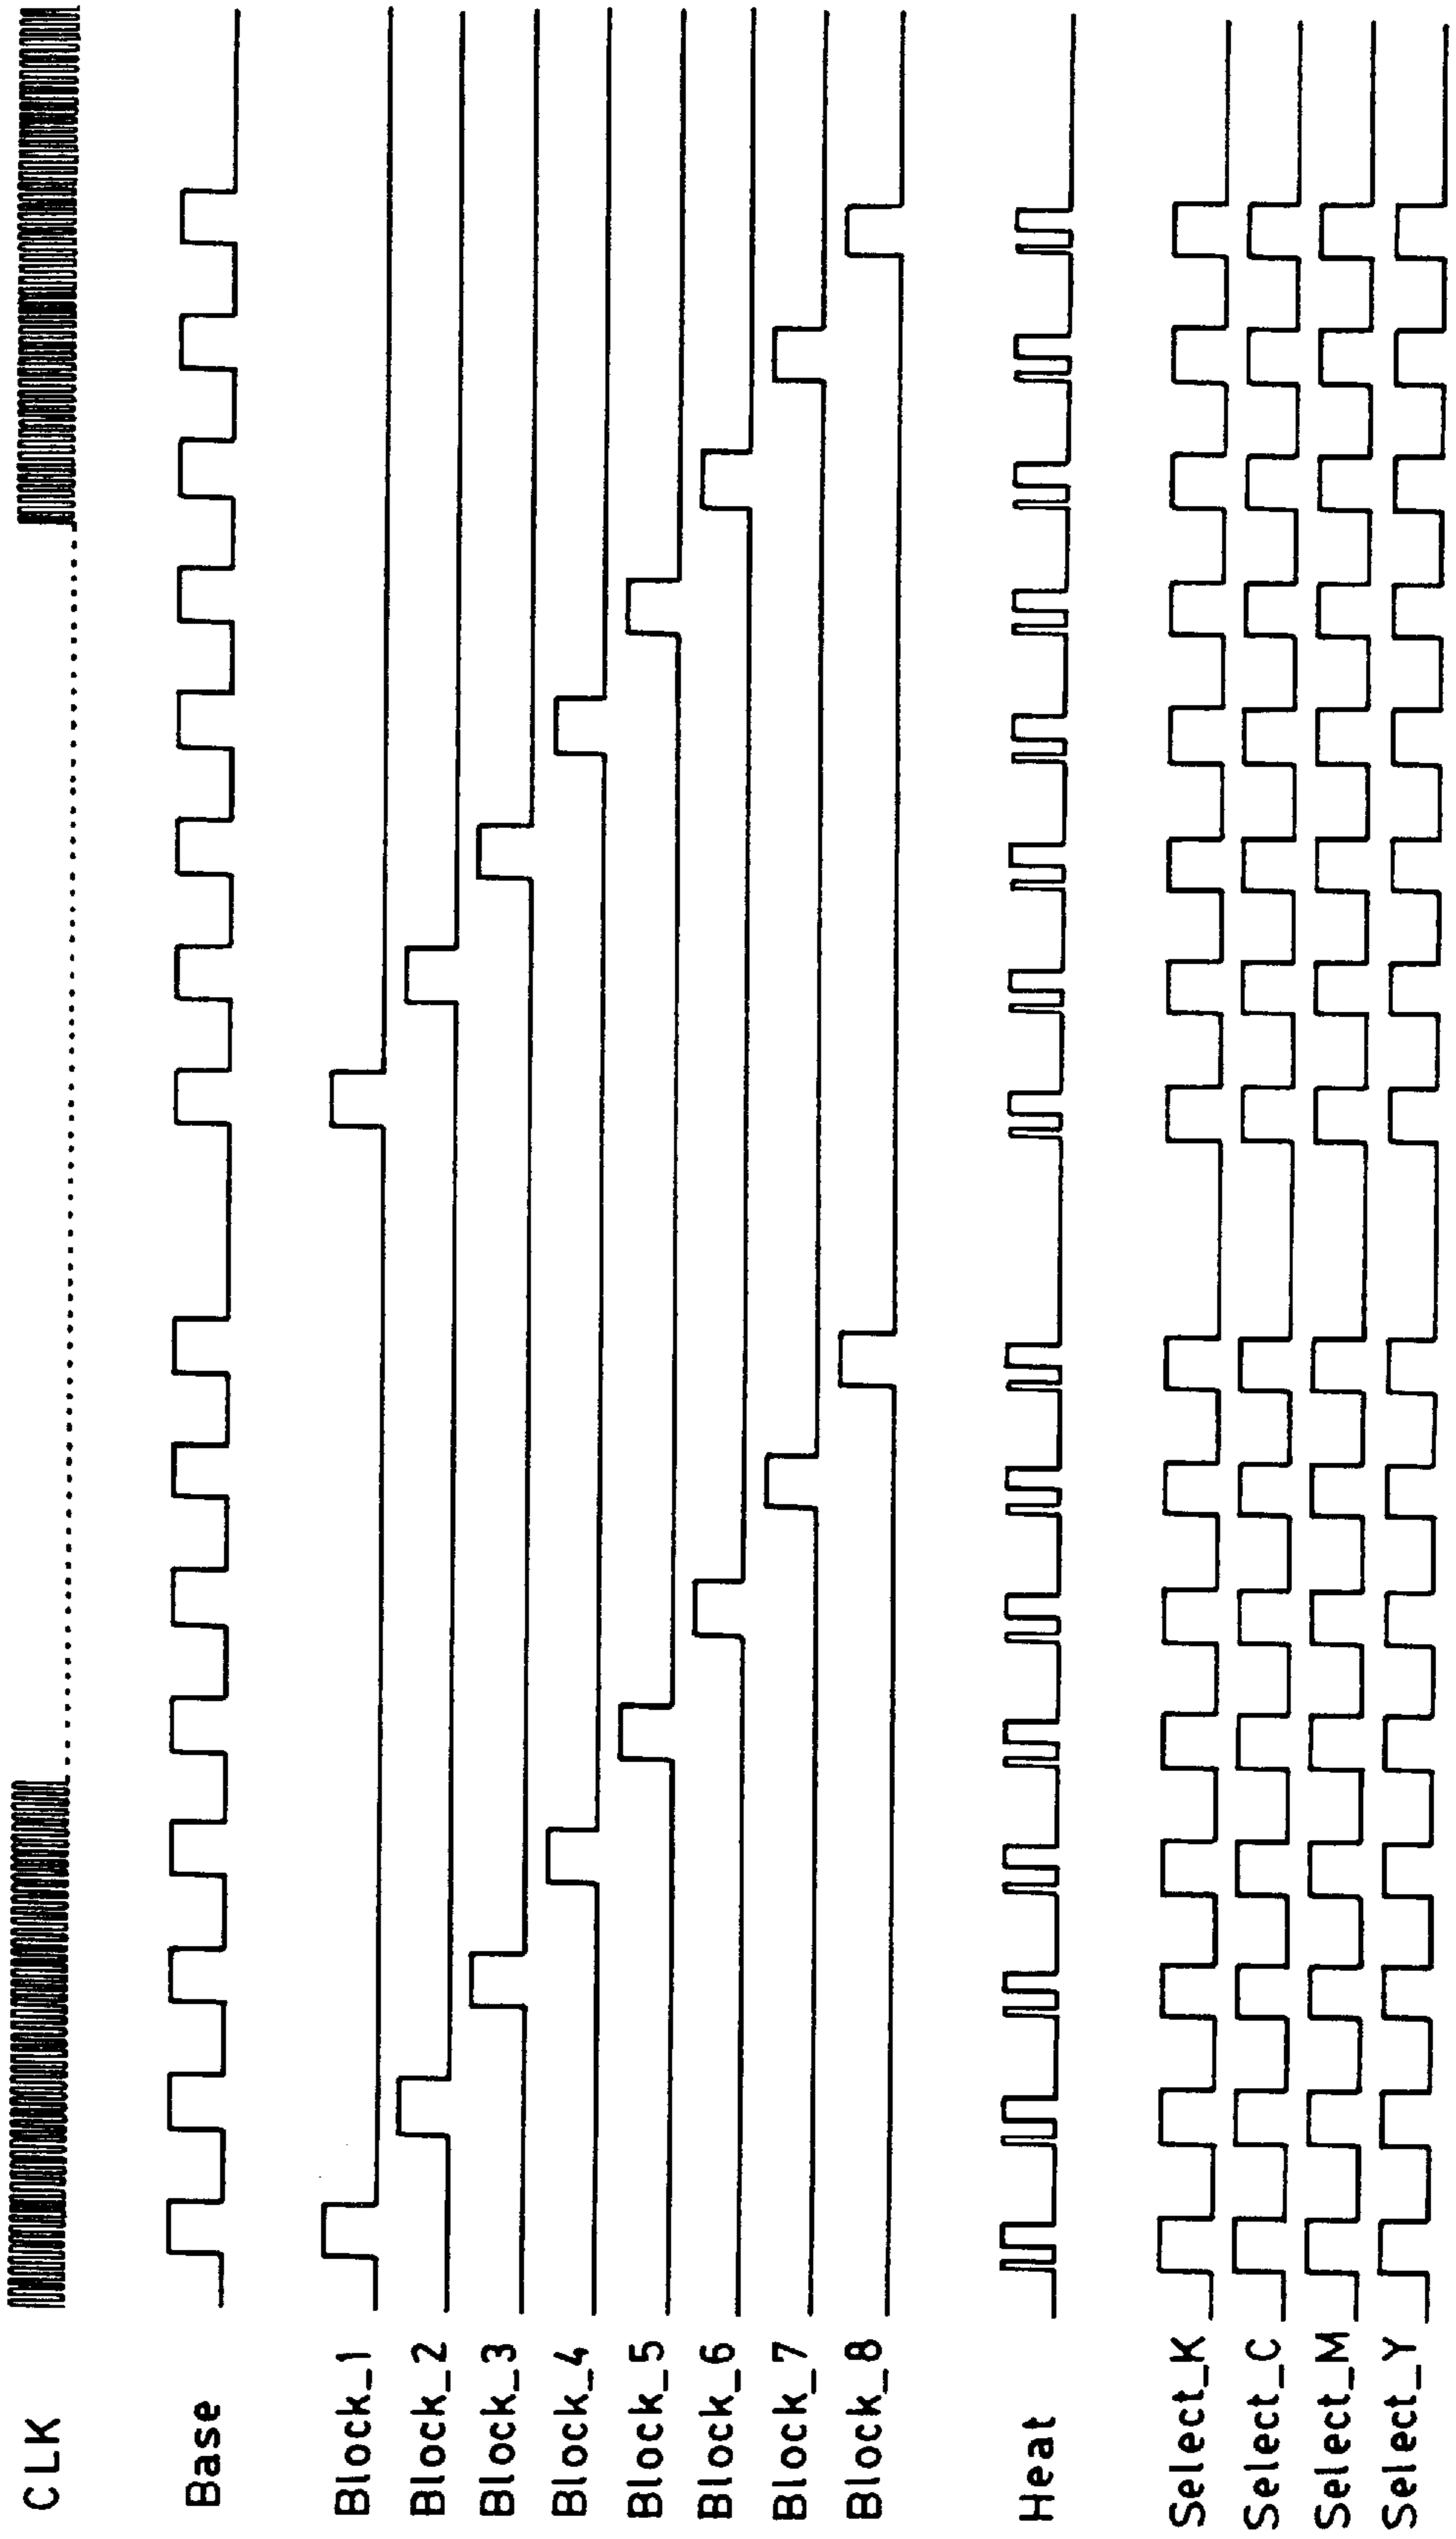 CLK
Base
Block_1
Block_2
Block_3
Block_4
Block_5
Block_6
Block_7
Block_8
Heat
Select_K
Select_C
Select_M
Select_Y